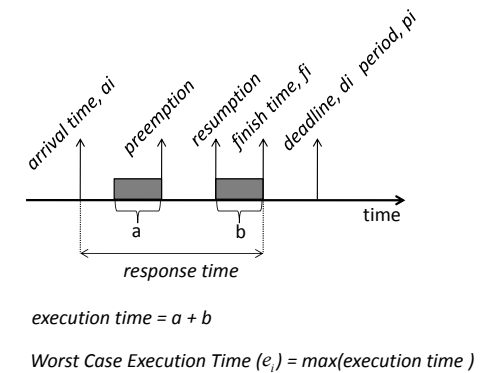 arrival time, ai
preemption
resumption
finish time, fi
deadline, di
period, pi
time
a
b
response time
execution time = a + b
Worst Case Execution Time (eᵢ) = max(execution time )